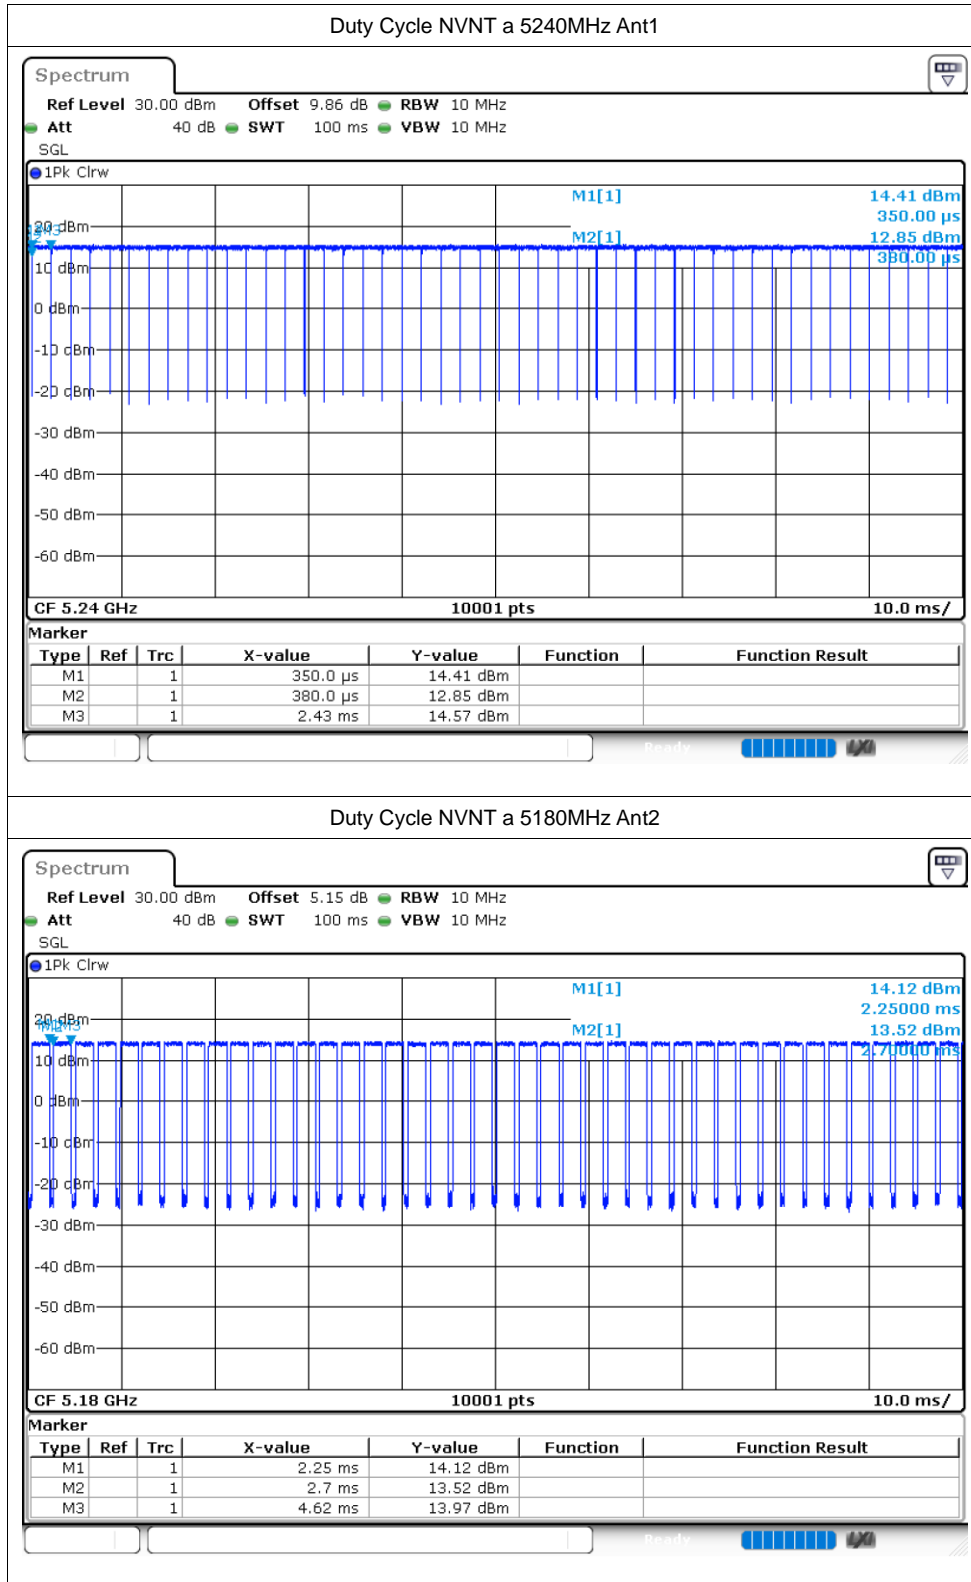 Duty Cycle NVNT a 5240MHz Ant1
Spectrum
Ref Level 30.00 dBm Offset 9.86 dB RBW 10 MHz
Att 40 dB SWT 100 ms VBW 10 MHz
SGL
1Pk Clrw
M1[1] 14.41 dBm
350.00 µs
20 dBm
M3
M2[1] 12.85 dBm
380.00 µs
10 dBm
0 dBm
-10 dBm
-20 dBm
-30 dBm
-40 dBm
-50 dBm
-60 dBm
CF 5.24 GHz 10001 pts 10.0 ms/
Marker
Type Ref Trc X-value Y-value Function Function Result
M1 1 350.0 µs 14.41 dBm
M2 1 380.0 µs 12.85 dBm
M3 1 2.43 ms 14.57 dBm
Ready LXI
Duty Cycle NVNT a 5180MHz Ant2
Spectrum
Ref Level 30.00 dBm Offset 5.15 dB RBW 10 MHz
Att 40 dB SWT 100 ms VBW 10 MHz
SGL
1Pk Clrw
M1[1] 14.12 dBm
2.25000 ms
20 dBm
M3
M2[1] 13.52 dBm
2.70000 ms
10 dBm
0 dBm
-10 dBm
-20 dBm
-30 dBm
-40 dBm
-50 dBm
-60 dBm
CF 5.18 GHz 10001 pts 10.0 ms/
Marker
Type Ref Trc X-value Y-value Function Function Result
M1 1 2.25 ms 14.12 dBm
M2 1 2.7 ms 13.52 dBm
M3 1 4.62 ms 13.97 dBm
Ready LXI